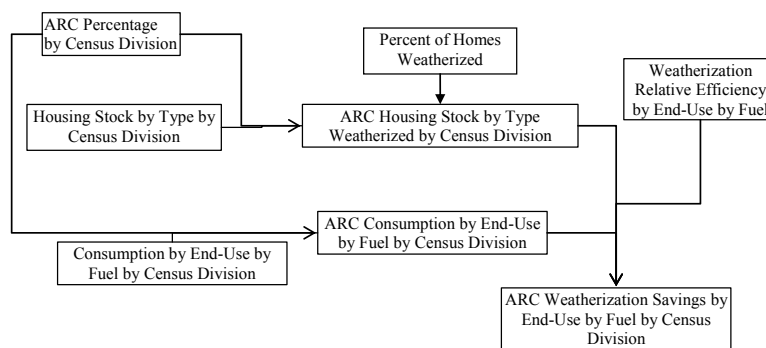 ARC Percentage
by Census Division
Percent of Homes
Weatherized
Weatherization
Relative Efficiency
by End-Use by Fuel
Housing Stock by Type by
Census Division
ARC Housing Stock by Type
Weatherized by Census Division
ARC Consumption by End-Use
by Fuel by Census Division
Consumption by End-Use by
Fuel by Census Division
ARC Weatherization Savings by
End-Use by Fuel by Census
Division